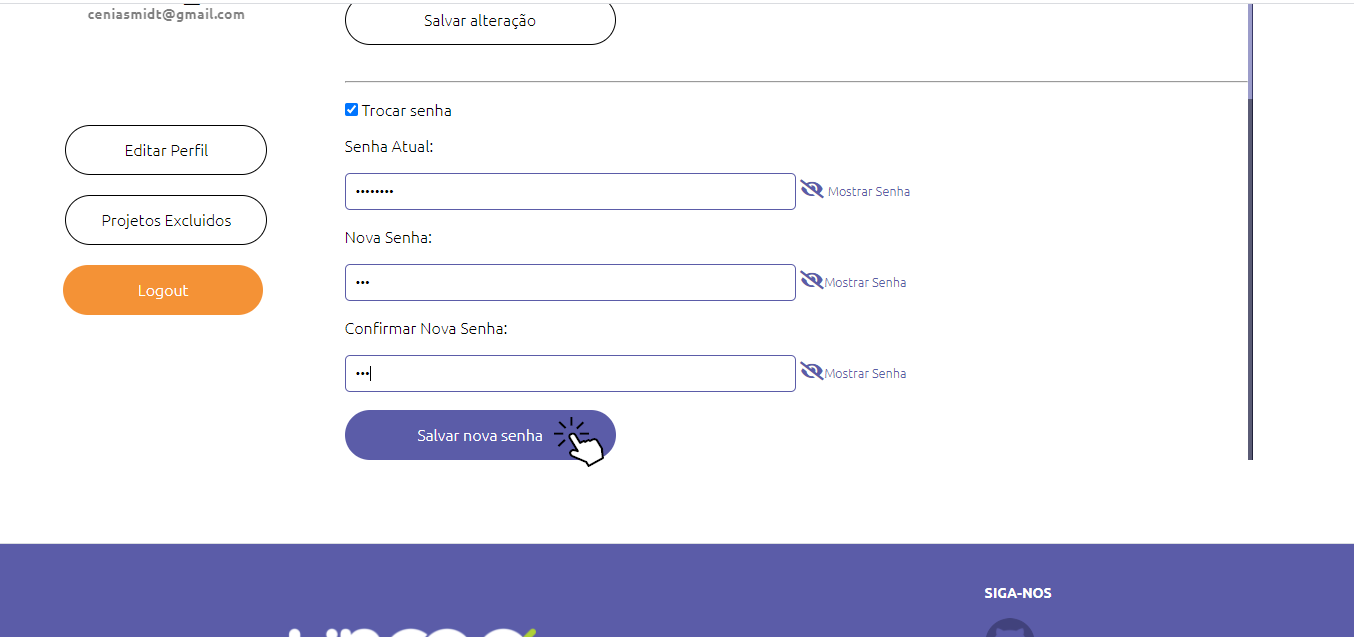 ceniasmidt@gmail.com
Salvar alteração
Trocar senha
Senha Atual:
Mostrar Senha
Editar Perfil
Projetos Excluidos
Nova Senha:
Mostrar Senha
Logout
Confirmar Nova Senha:
Mostrar Senha
Salvar nova senha
SIGA-NOS